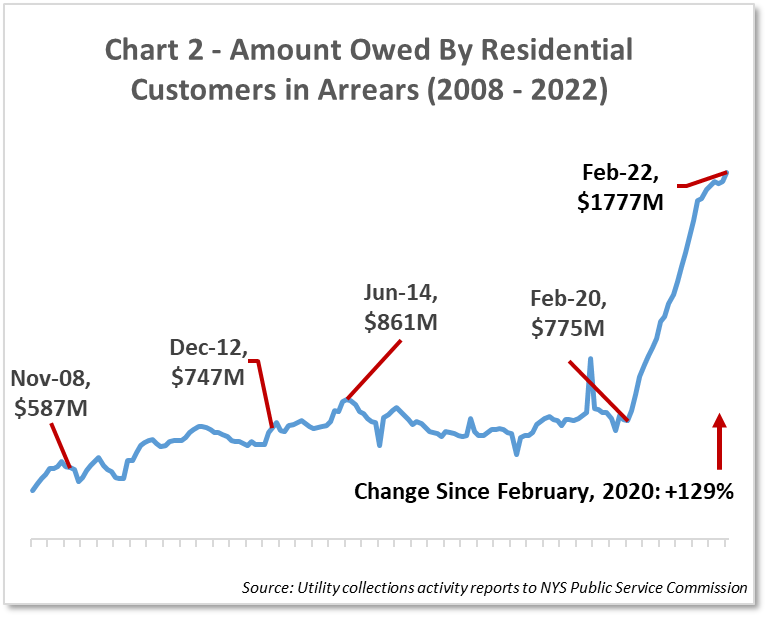 Chart 2 - Amount Owed By Residential
Customers in Arrears (2008 - 2022)
Feb-22,
$1777M
Jun-14,
$861M
Feb-20,
$775M
Dec-12,
$747M
Nov-08,
$587M
Change Since February, 2020: +129%
Source: Utility collections activity reports to NYS Public Service Commission